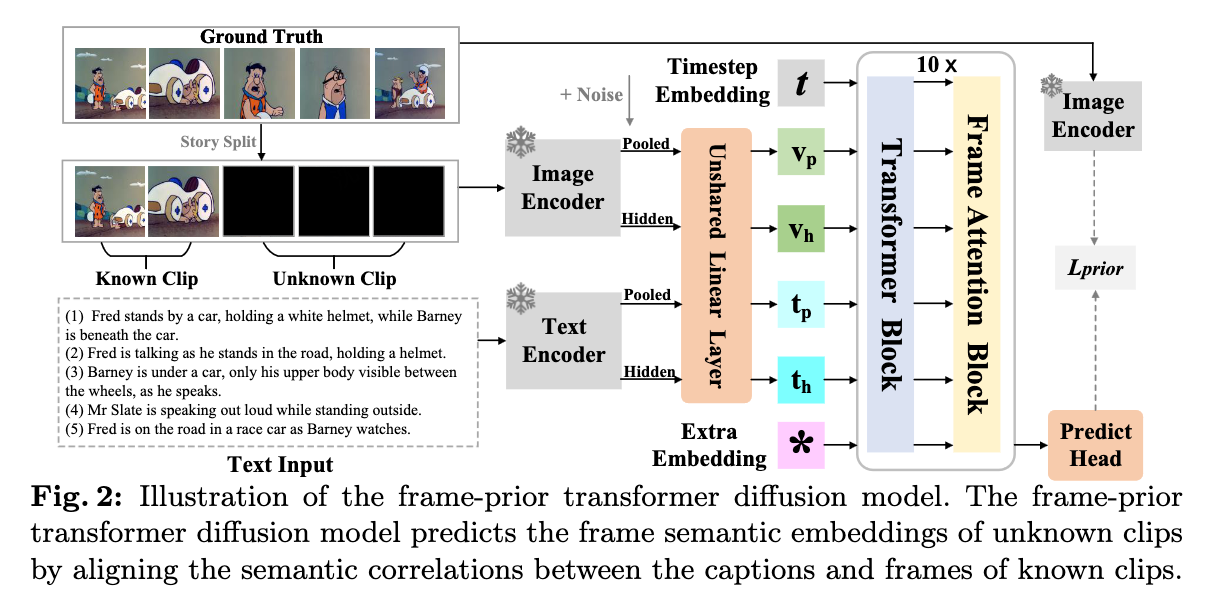 Ground Truth
Story Split
Known Clip
Unknown Clip
(1) Fred stands by a car, holding a white helmet, while Barney
is beneath the car.
(2) Fred is talking as he stands in the road, holding a helmet.
(3) Barney is under a car, only his upper body visible between
the wheels, as he speaks.
(4) Mr Slate is speaking out loud while standing outside.
(5) Fred is on the road in a race car as Barney watches.
Text Input
Image
Encoder
Text
Encoder
+ Noise
Pooled
Hidden
Pooled
Hidden
Unshared Linear Layer
Timestep
Embedding
t
vp
vh
tp
th
Extra
Embedding
*
10 x
Transformer Block
Frame Attention Block
Image
Encoder
Lprior
Predict
Head
Fig. 2: Illustration of the frame-prior transformer diffusion model. The frame-prior
transformer diffusion model predicts the frame semantic embeddings of unknown clips
by aligning the semantic correlations between the captions and frames of known clips.